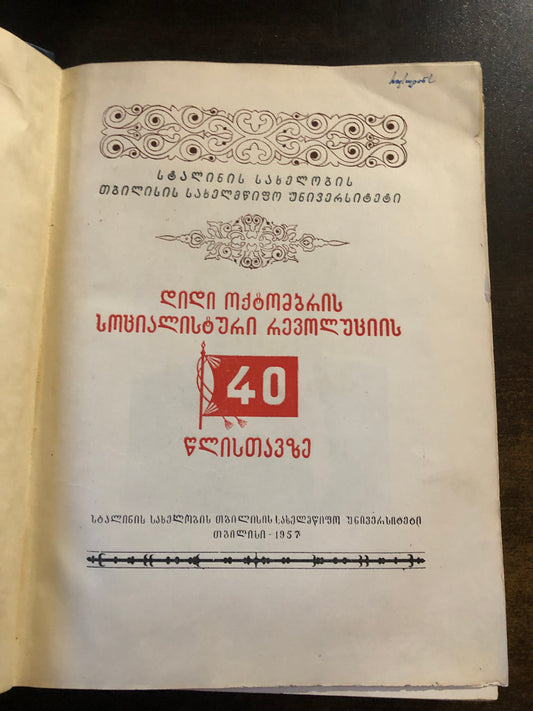 სტალინის სახელობის
თბილისის სახელმწიფო უნივერსიტეტი
დიდი ოქტომბრის
სოციალისტური რევოლუციის
40
წლისთავზე
სტალინის სახელობის თბილისის სახელმწიფო უნივერსიტეტი
თბილისი - 1957